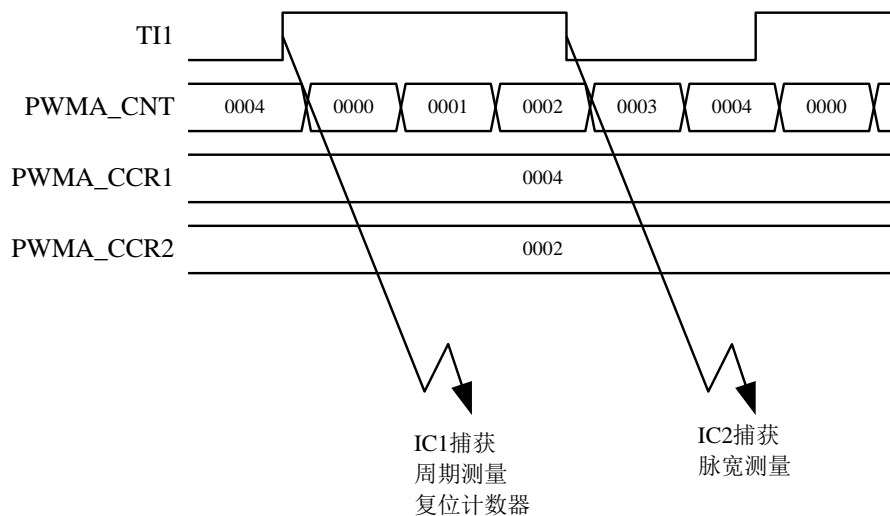 TI1
PWMA_CNT 0004 0000 0001 0002 0003 0004 0000
PWMA_CCR1 0004
PWMA_CCR2 0002
IC1捕获
周期测量
复位计数器
IC2捕获
脉宽测量